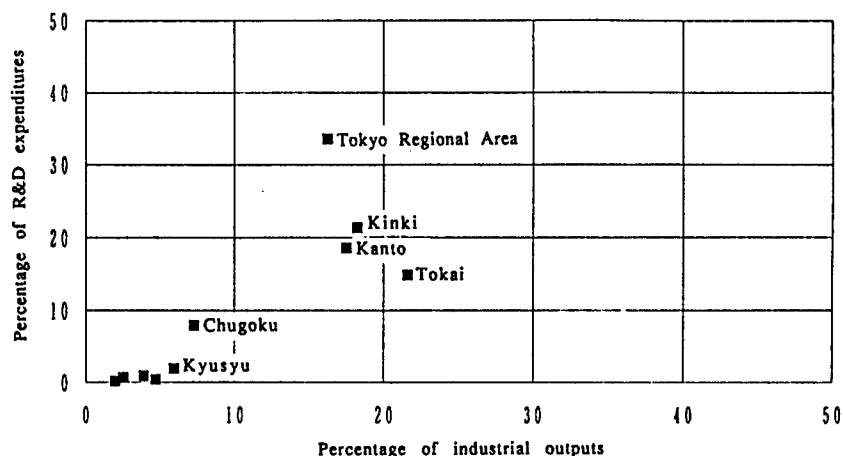 50
40
30
20
10
0
Percentage of R&D expenditures
Tokyo Regional Area
Kinki
Kanto
Tokai
Chugoku
Kyusyu
0 10 20 30 40 50
Percentage of industrial outputs